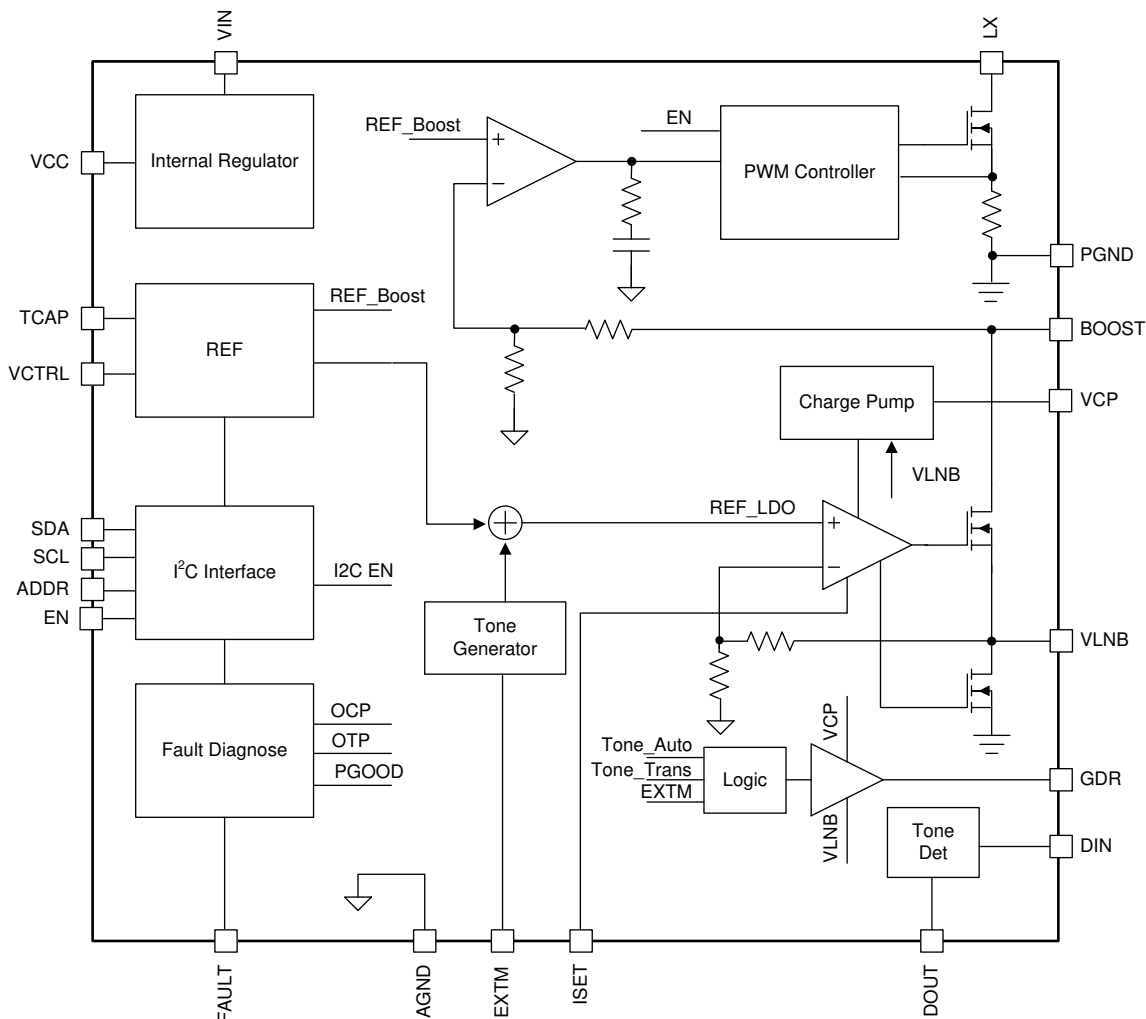 VIN
LX
VCC
Internal Regulator
REF_Boost
+
−
EN
PWM Controller
PGND
TCAP
VCTRL
REF
REF_Boost
BOOST
Charge Pump
VCP
VLNB
SDA
SCL
ADDR
EN
I²C Interface
I2C EN
REF_LDO
+
−
Tone
Generator
VLNB
Fault Diagnose
OCP
OTP
PGOOD
Tone_Auto
Tone_Trans
EXTM
Logic
VCP
VLNB
GDR
Tone
Det
DIN
FAULT
AGND
EXTM
ISET
DOUT